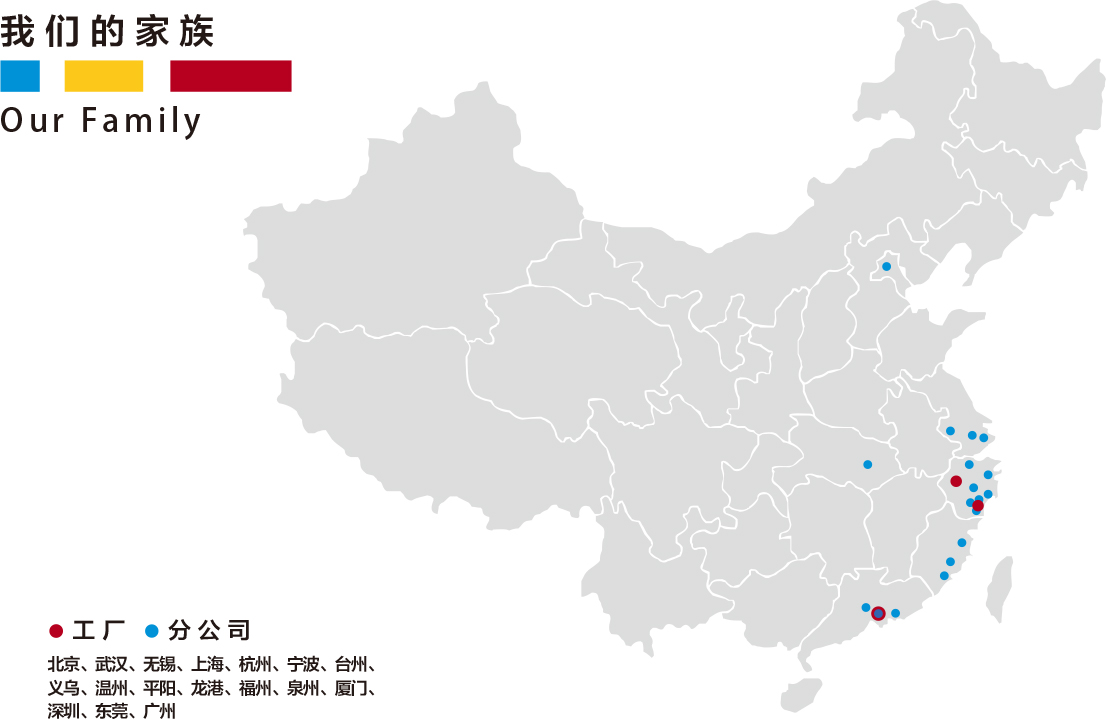 我们的家族
Our Family
工厂 分公司
北京、武汉、无锡、上海、杭州、宁波、台州、
义乌、温州、平阳、龙港、福州、泉州、厦门、
深圳、东莞、广州